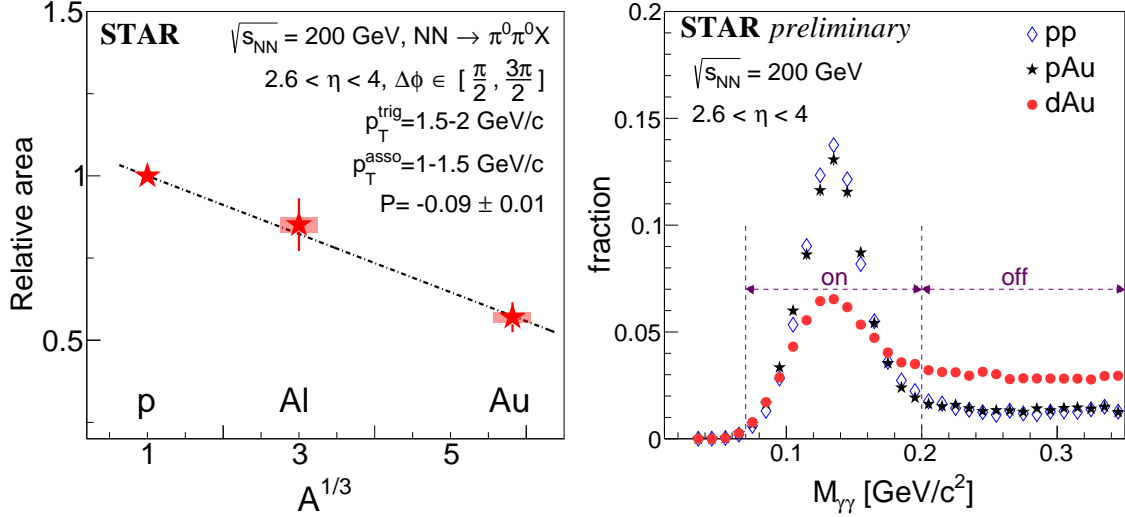 STAR
√s_NN = 200 GeV, NN → π⁰π⁰X
2.6 < η < 4, Δϕ ∈ [ π/2 , 3π/2 ]
p_T^trig=1.5-2 GeV/c
p_T^asso=1-1.5 GeV/c
P= -0.09 ± 0.01
Relative area
1
0.5
p Al Au
1 3 5
A^1/3
STAR preliminary
√s_NN = 200 GeV
2.6 < η < 4
pp
pAu
dAu
on off
fraction
0.2
0.15
0.1
0.05
0
0.1 0.2 0.3
M_γγ [GeV/c²]